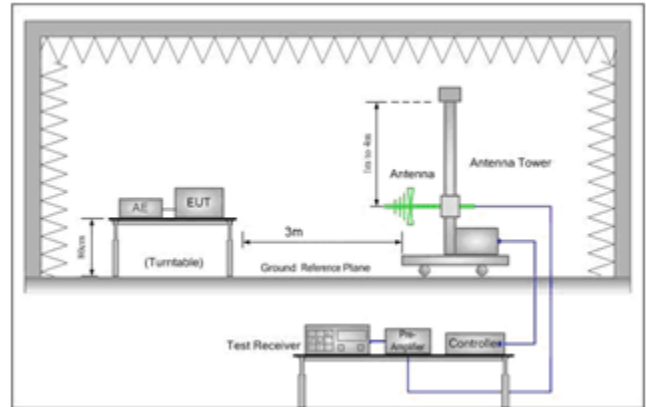 1m to 4m
Antenna
Antenna Tower
AE
EUT
80cm
(Turntable)
3m
Ground Reference Plane
Test Receiver
Pre-
Amplifier
Controller